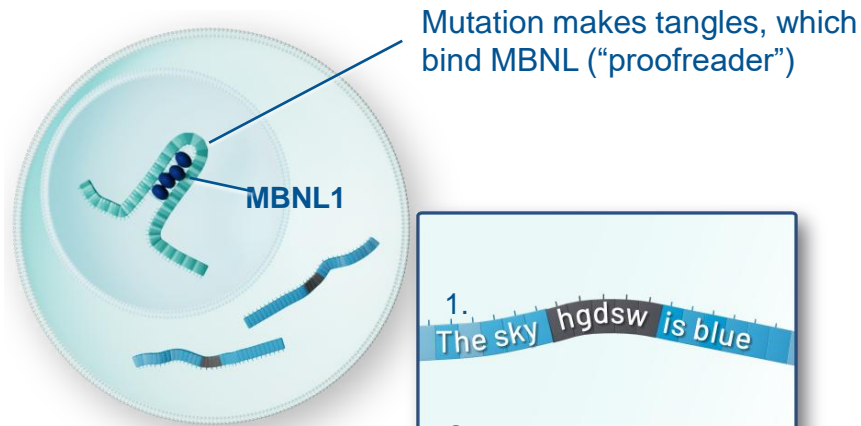 Mutation makes tangles, which
bind MBNL (“proofreader”)
MBNL1
1.
The sky hgdsw is blue